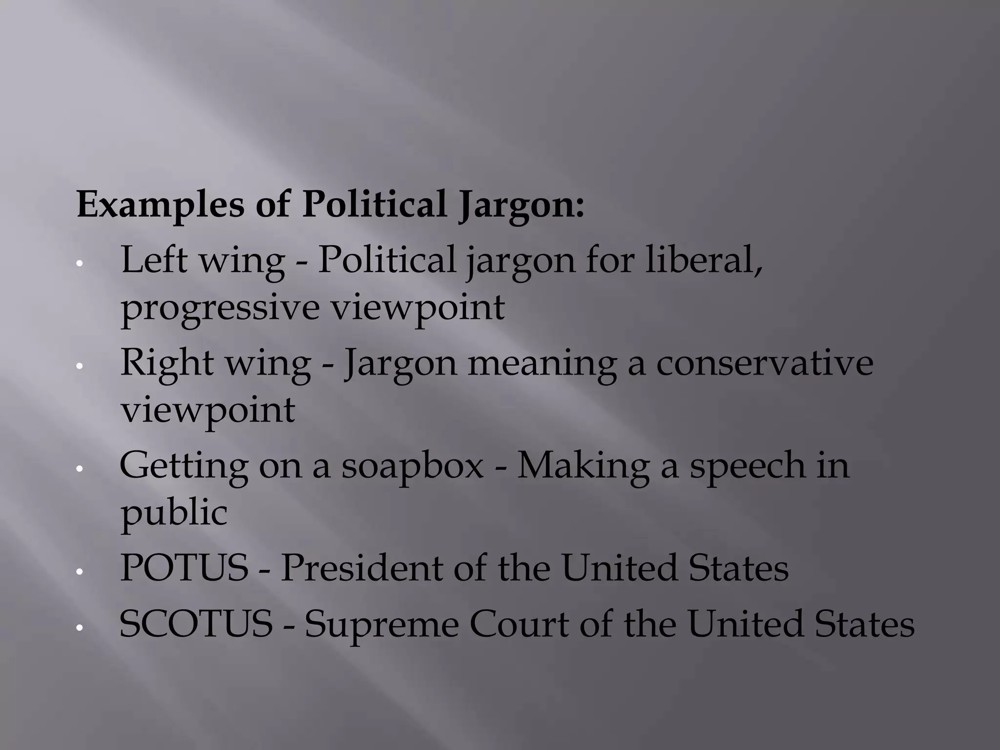 Examples of Political Jargon:
• Left wing - Political jargon for liberal,
progressive viewpoint
• Right wing - Jargon meaning a conservative
viewpoint
• Getting on a soapbox - Making a speech in
public
• POTUS - President of the United States
• SCOTUS - Supreme Court of the United States